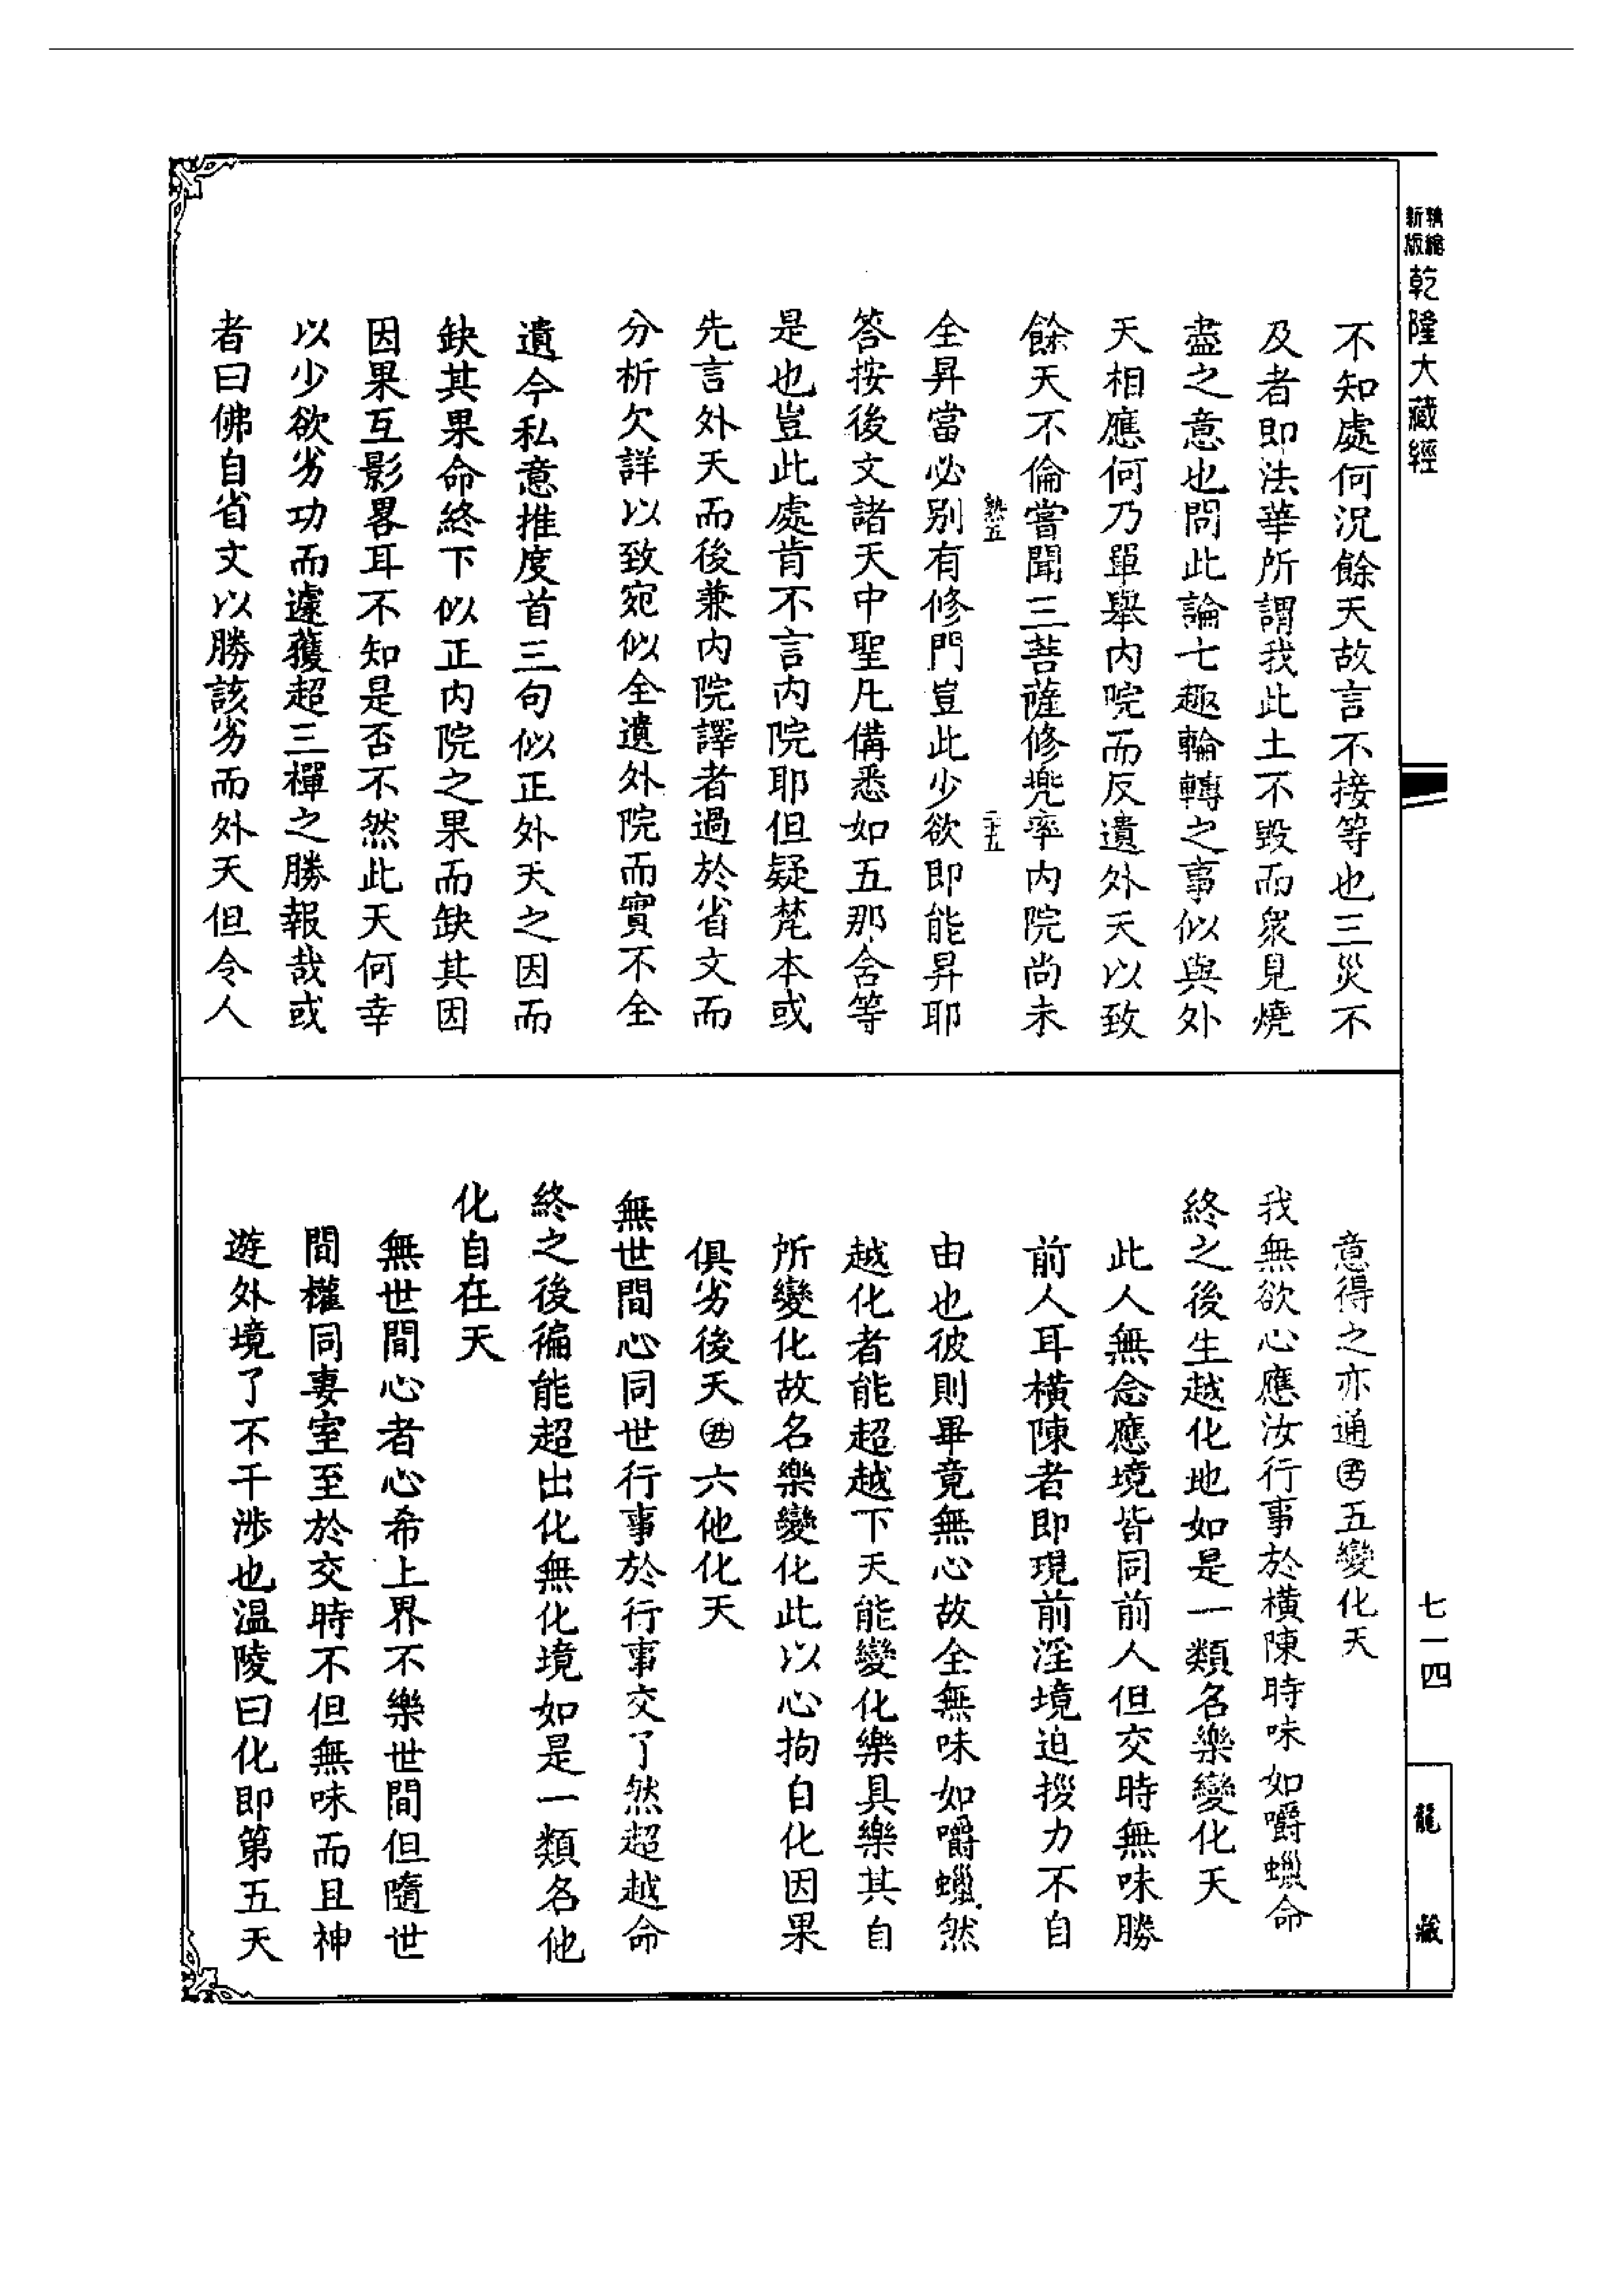 新版精縮乾隆大藏經
七一四
龍藏
不知處何況餘天故言不接等也三災不
及者即法華所謂我此土不毀而眾見燒
盡之意也問此論七趣輪轉之事似與外
天相應何乃單舉內院而反遺外天以致
餘天不倫嘗聞三菩薩修兜率內院尚未
熱五
二十五
全昇當必別有修門豈此少欲即能昇耶
答按後文諸天中聖凡備悉如五那含等
是也豈此處肯不言內院耶但疑梵本或
先言外天而後兼內院譯者過於省文而
分析欠詳以致宛似全遺外院而實不全
遺今私意推度首三句似正外天之因而
缺其果命終下似正內院之果而缺其因
因果互影畧耳不知是否不然此天何幸
以少欲劣功而遽獲超三禪之勝報哉或
者曰佛自省文以勝該劣而外天但令人
意得之亦通㊄五變化天
我無欲心應汝行事於橫陳時味如嚼蠟命
終之後生越化地如是一類名樂變化天
此人無念應境皆同前人但交時無味勝
前人耳橫陳者即現前淫境迫授力不自
由也彼則畢竟無心故全無味如嚼蠟然
越化者能超越下天能變化樂具樂其自
所變化故名樂變化此以心拘自化因果
俱劣後天㊄六他化天
無世間心同世行事於行事交了然超越命
終之後徧能超出化無化境如是一類名他
化自在天
無世間心者心希上界不樂世間但隨世
間權同妻室至於交時不但無味而且神
遊外境了不干涉也溫陵曰化即第五天